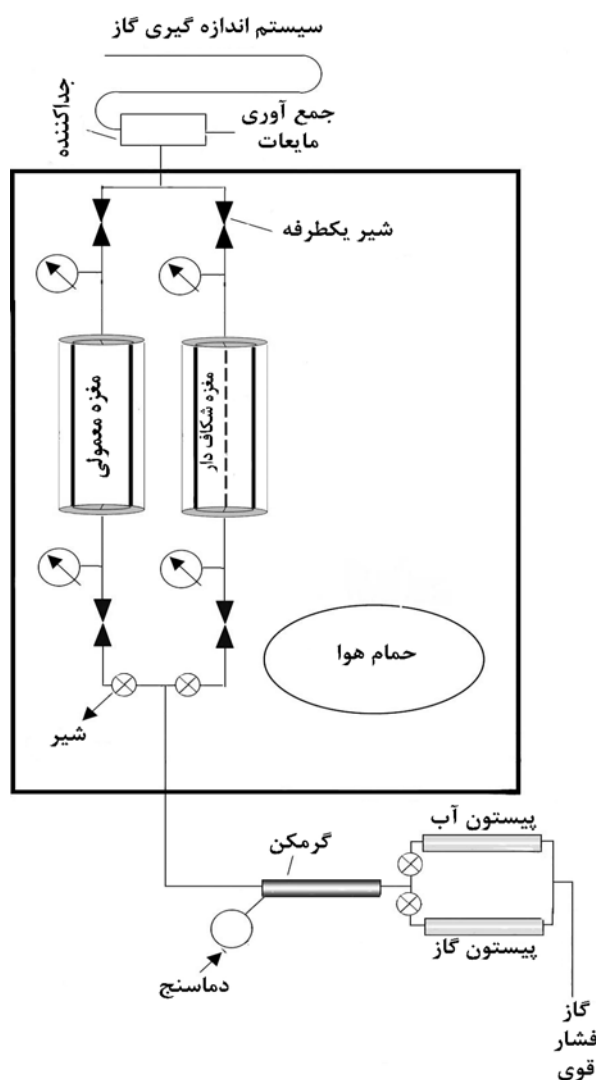 سیستم اندازه گیری گاز
جداکننده
جمع آوری
مایعات
شیر یکطرفه
مغزه معمولی
مغزه شکاف دار
حمام هوا
شیر
پیستون آب
گرمکن
پیستون گاز
دماسنج
گاز
فشار
قوی